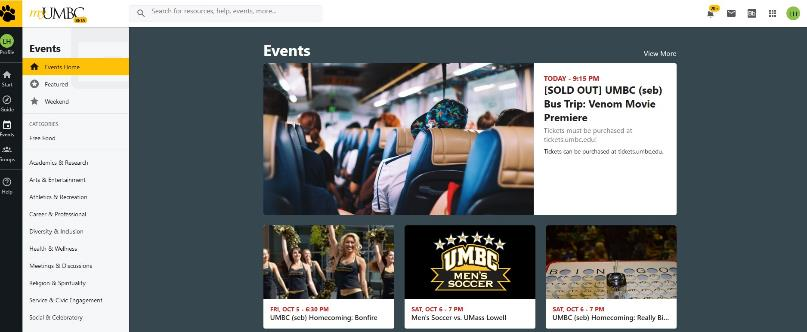 myUMBC
BETA
Search for resources, help, events, more...
20+
LH
LH
Profile
Start
Guide
Events
Groups
Help
Events
Events Home
Featured
Weekend
CATEGORIES
Free Food
Academics & Research
Arts & Entertainment
Athletics & Recreation
Career & Professional
Diversity & Inclusion
Health & Wellness
Meetings & Discussions
Religion & Spirituality
Service & Civic Engagement
Social & Celebratory
Events
View More
TODAY - 9:15 PM
[SOLD OUT] UMBC (seb)
Bus Trip: Venom Movie
Premiere
Tickets must be purchased at
tickets.umbc.edu!
Tickets can be purchased at tickets.umbc.edu.
FRI, OCT 5 - 6:30 PM
UMBC (seb) Homecoming: Bonfire
UMBC
MEN'S
SOCCER
SAT, OCT 6 - 7 PM
Men's Soccer vs. UMass Lowell
BINGO
SAT, OCT 6 - 7 PM
UMBC (seb) Homecoming: Really Bi...